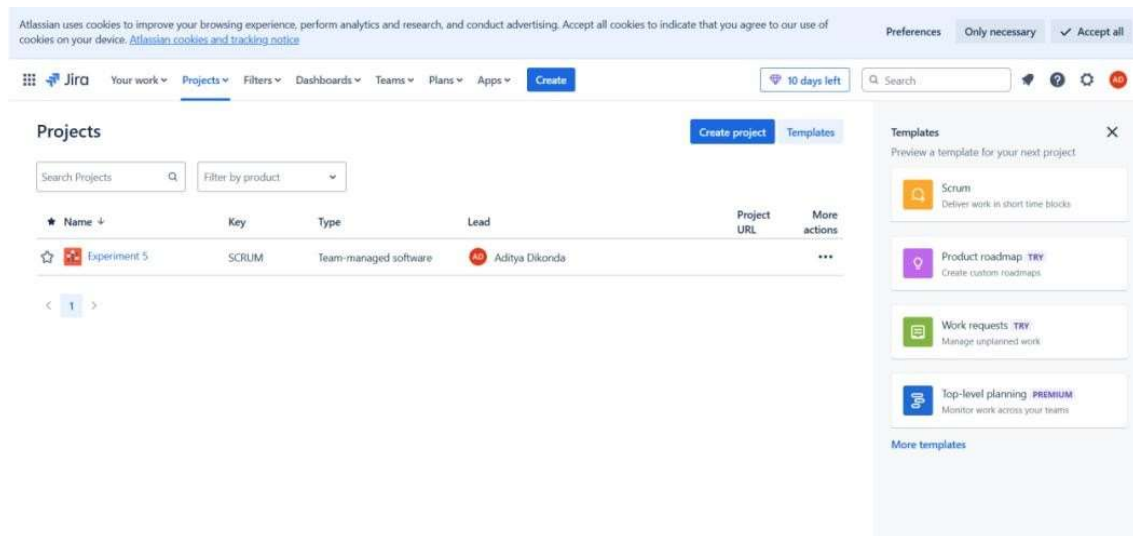 Atlassian uses cookies to improve your browsing experience, perform analytics and research, and conduct advertising. Accept all cookies to indicate that you agree to our use of
cookies on your device. Atlassian cookies and tracking notice
Preferences Only necessary Accept all
Jira Your work Projects Filters Dashboards Teams Plans Apps Create 10 days left Search AD
Projects
Create project Templates
Search Projects Filter by product
Name Key Type Lead Project URL More actions
Experiment 5 SCRUM Team-managed software AD Aditya Dikonda
1
Templates
Preview a template for your next project
Scrum
Deliver work in short time blocks
Product roadmap TRY
Create custom roadmaps
Work requests TRY
Manage unplanned work
Top-level planning PREMIUM
Monitor work across your teams
More templates